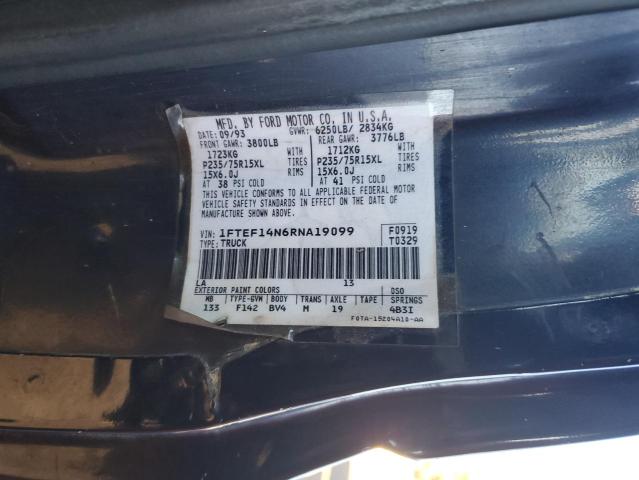 MFD. BY FORD MOTOR CO. IN U.S.A.
DATE: 09/93 GVWR: 6250LB/ 2834KG
FRONT GAWR: 3800LB REAR GAWR: 3776LB
1723KG WITH 1712KG WITH
P235/75R15XL TIRES P235/75R15XL TIRES
15X6.0J RIMS 15X6.0J RIMS
AT 38 PSI COLD AT 41 PSI COLD
THIS VEHICLE CONFORMS TO ALL APPLICABLE FEDERAL MOTOR
VEHICLE SAFETY STANDARDS IN EFFECT ON THE DATE OF
MANUFACTURE SHOWN ABOVE.
VIN: 1FTEF14N6RNA19099 F0919
TYPE: TRUCK T0329
LA 13
EXTERIOR PAINT COLORS DSO
WB TYPE-GVW BODY TRANS AXLE TAPE SPRINGS
133 F142 BV4 M 19 4B3I
F0TA-15204A10-AA